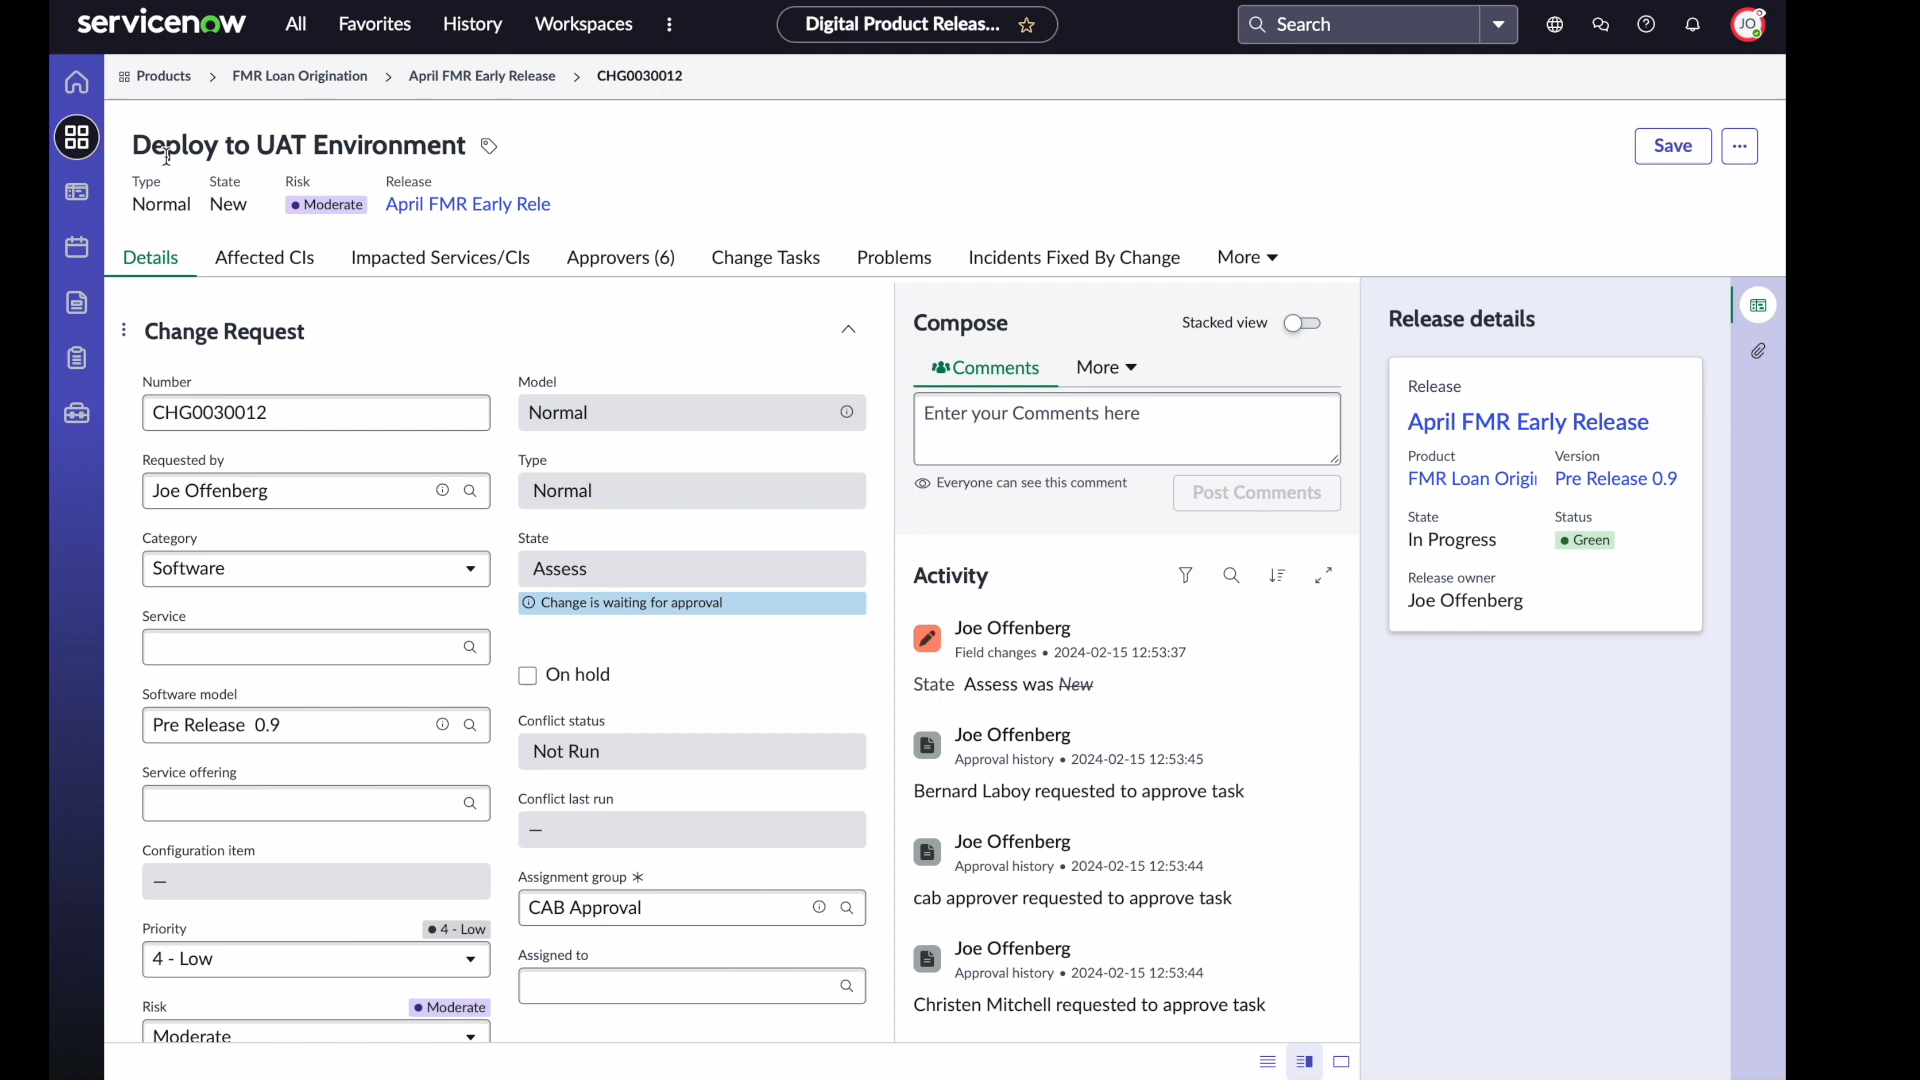 servicenow All Favorites History Workspaces Digital Product Releas... Search JO
Products > FMR Loan Origination > April FMR Early Release > CHG0030012
Deploy to UAT Environment
Save ...
Type State Risk Release
Normal New Moderate April FMR Early Rele
Details Affected CIs Impacted Services/CIs Approvers (6) Change Tasks Problems Incidents Fixed By Change More
Change Request
Number
CHG0030012
Requested by
Joe Offenberg
Category
Software
Service
Software model
Pre Release 0.9
Service offering
Configuration item
—
Priority 4 - Low
4 - Low
Risk Moderate
Moderate
Model
Normal
Type
Normal
State
Assess
Change is waiting for approval
On hold
Conflict status
Not Run
Conflict last run
—
Assignment group *
CAB Approval
Assigned to
Compose Stacked view
Comments More
Enter your Comments here
Everyone can see this comment
Post Comments
Activity
Joe Offenberg
Field changes • 2024-02-15 12:53:37
State Assess was New
Joe Offenberg
Approval history • 2024-02-15 12:53:45
Bernard Laboy requested to approve task
Joe Offenberg
Approval history • 2024-02-15 12:53:44
cab approver requested to approve task
Joe Offenberg
Approval history • 2024-02-15 12:53:44
Christen Mitchell requested to approve task
Release details
Release
April FMR Early Release
Product Version
FMR Loan Origi Pre Release 0.9
State Status
In Progress Green
Release owner
Joe Offenberg